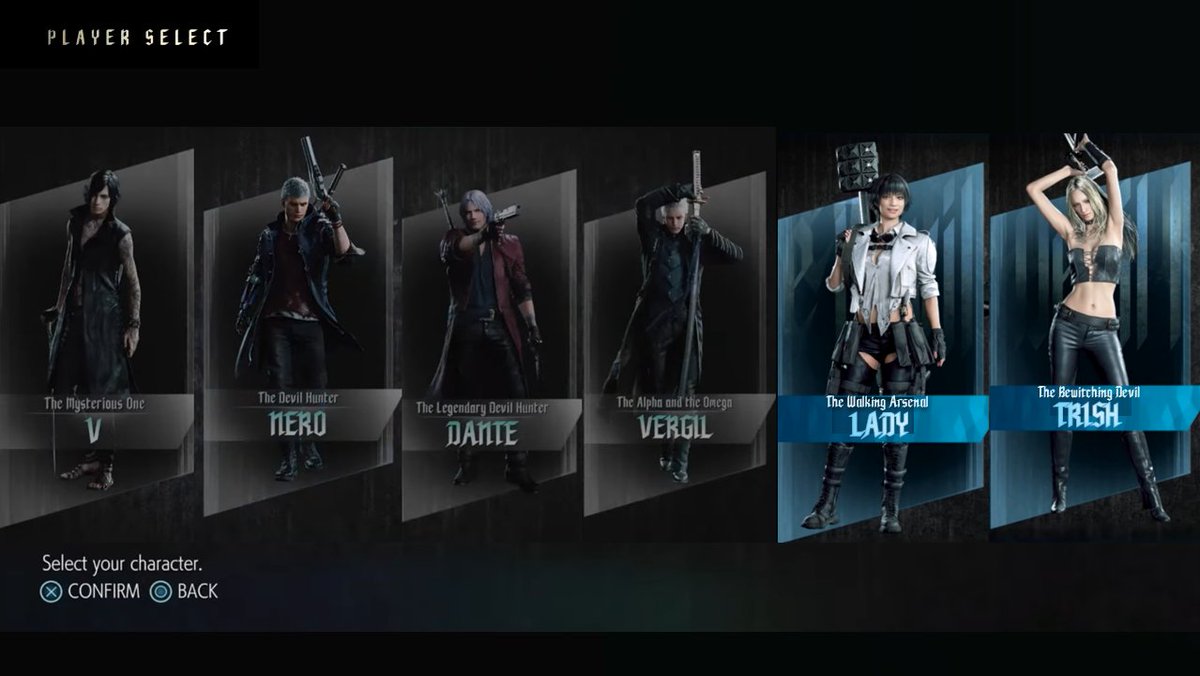 PLAYER SELECT
The Mysterious One
V
The Devil Hunter
NERO
The Legendary Devil Hunter
DANTE
The Alpha and the Omega
VERGIL
The Walking Arsenal
LADY
The Bewitching Devil
TRISH
Select your character.
CONFIRM BACK